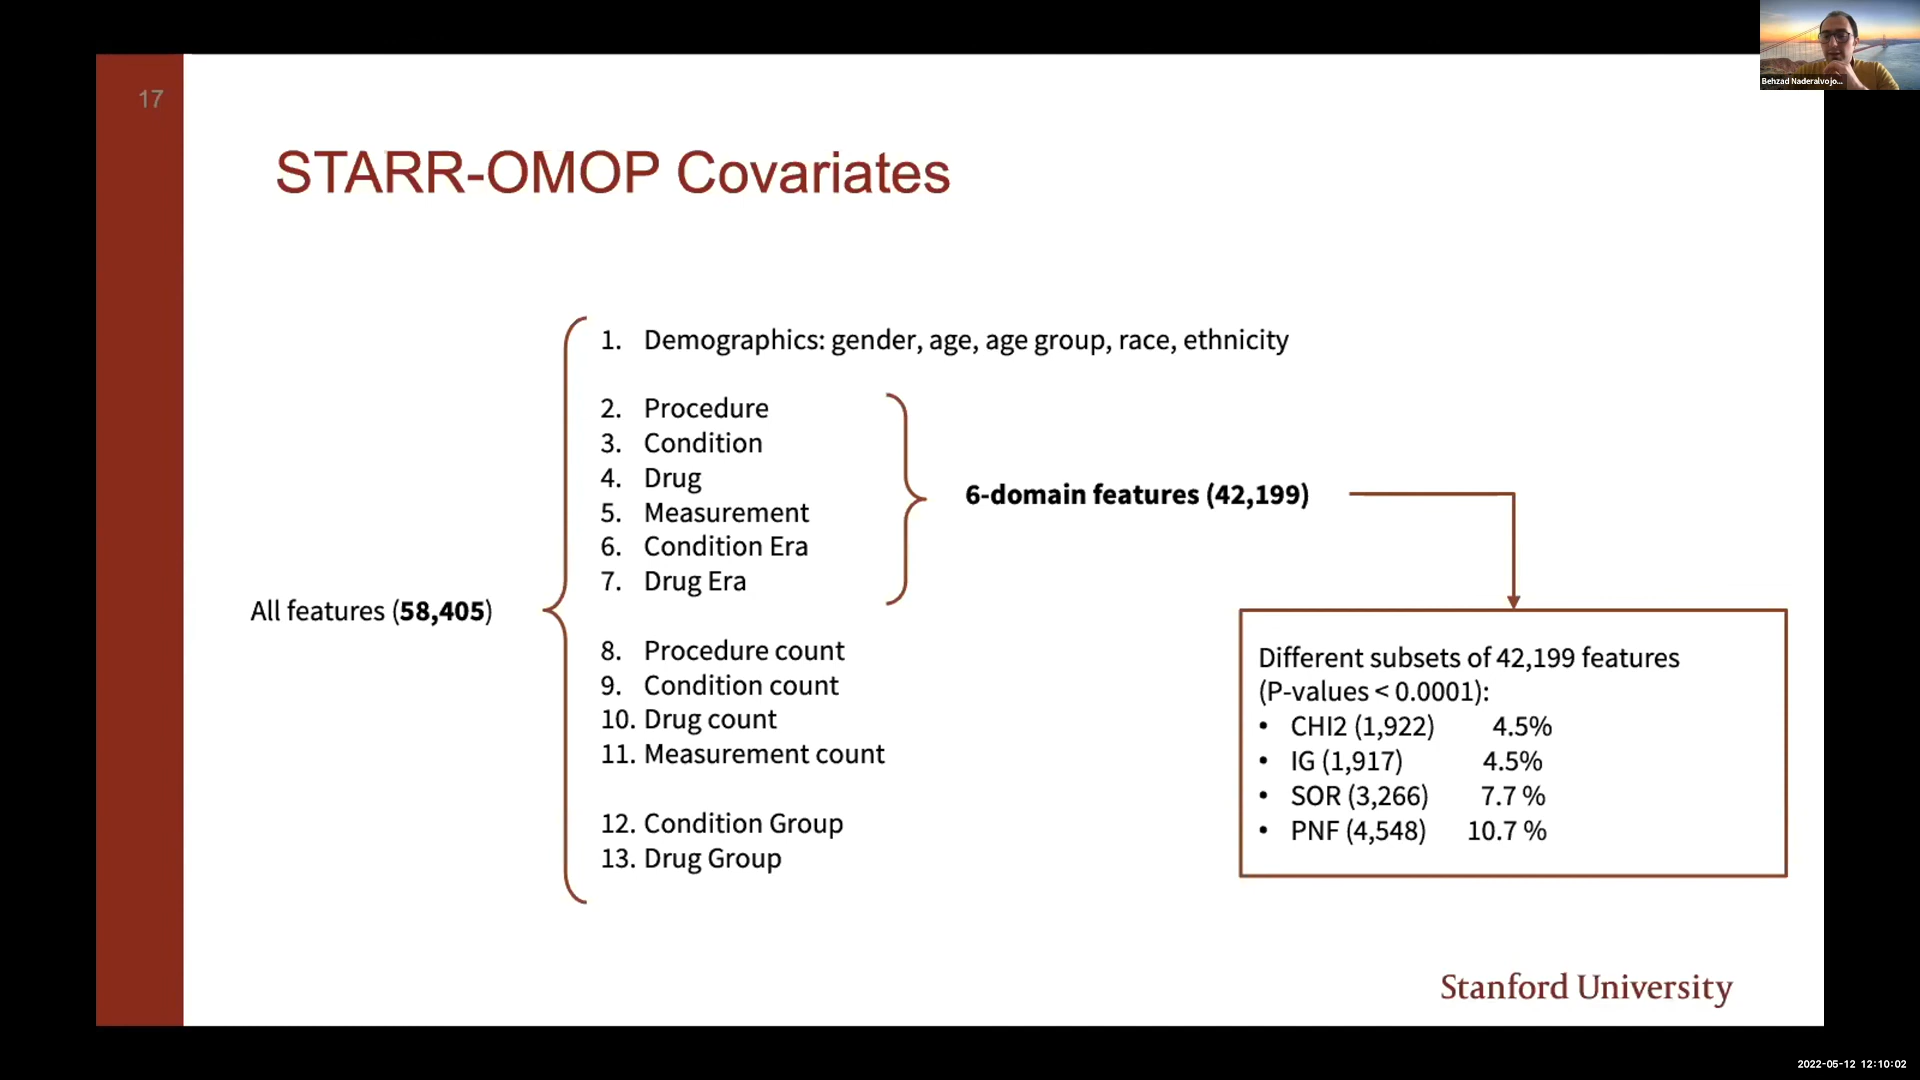 Behzad Naderalvojo...
17
STARR-OMOP Covariates
1. Demographics: gender, age, age group, race, ethnicity
2. Procedure
3. Condition
4. Drug
5. Measurement
6. Condition Era
7. Drug Era
6-domain features (42,199)
All features (58,405)
8. Procedure count
9. Condition count
10. Drug count
11. Measurement count
12. Condition Group
13. Drug Group
Different subsets of 42,199 features
(P-values < 0.0001):
• CHI2 (1,922) 4.5%
• IG (1,917) 4.5%
• SOR (3,266) 7.7 %
• PNF (4,548) 10.7 %
Stanford University
2022-05-12 12:10:02